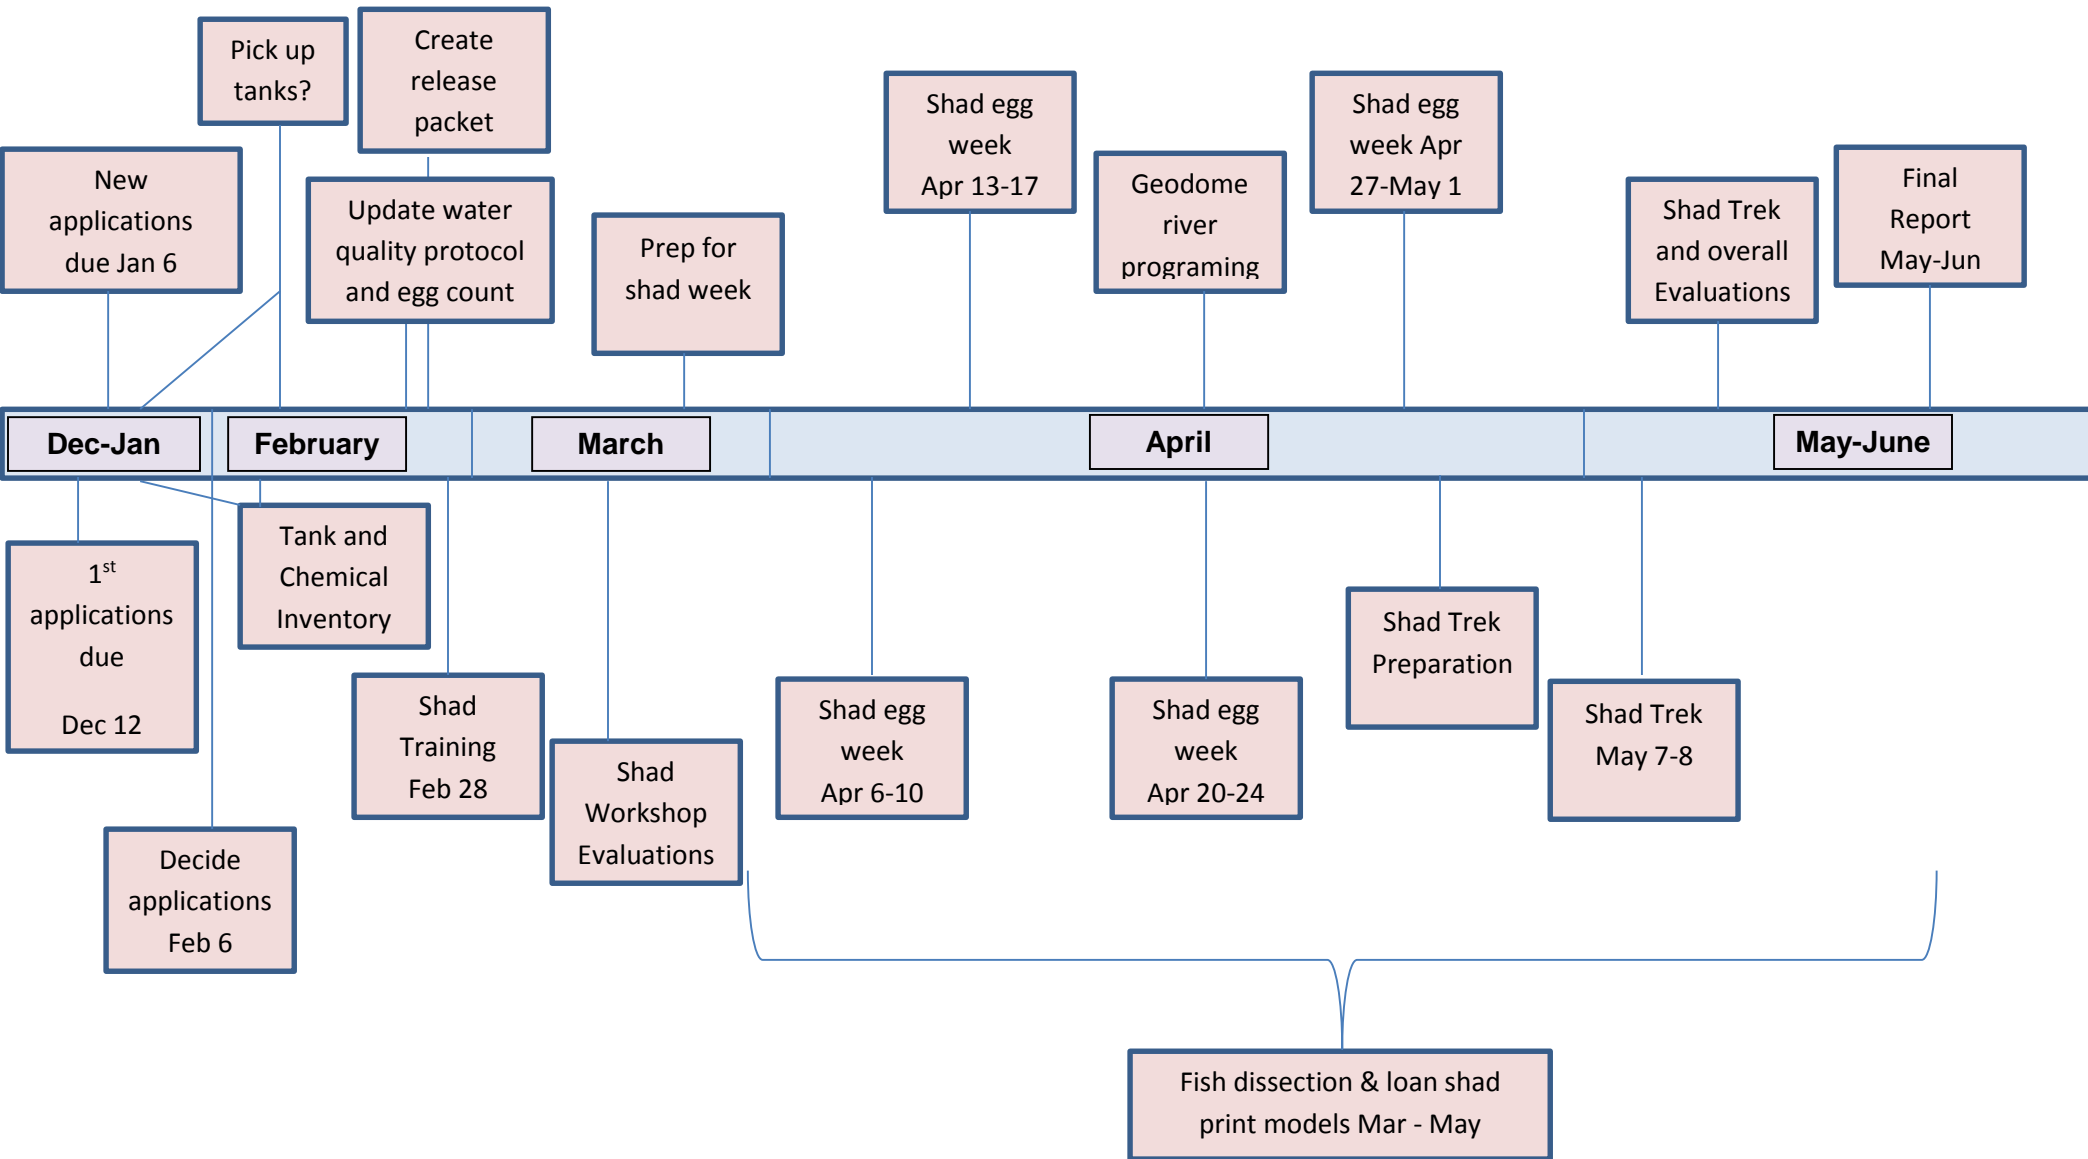 Pick up
tanks?
Create
release
packet
New
applications
due Jan 6
Update water
quality protocol
and egg count
Prep for
shad week
Shad egg
week
Apr 13-17
Geodome
river
programing
Shad egg
week Apr
27-May 1
Shad Trek
and overall
Evaluations
Final
Report
May-Jun
Dec-Jan
February
March
April
May-June
1st
applications
due
Dec 12
Tank and
Chemical
Inventory
Decide
applications
Feb 6
Shad
Training
Feb 28
Shad
Workshop
Evaluations
Shad egg
week
Apr 6-10
Shad egg
week
Apr 20-24
Shad Trek
Preparation
Shad Trek
May 7-8
Fish dissection & loan shad
print models Mar - May